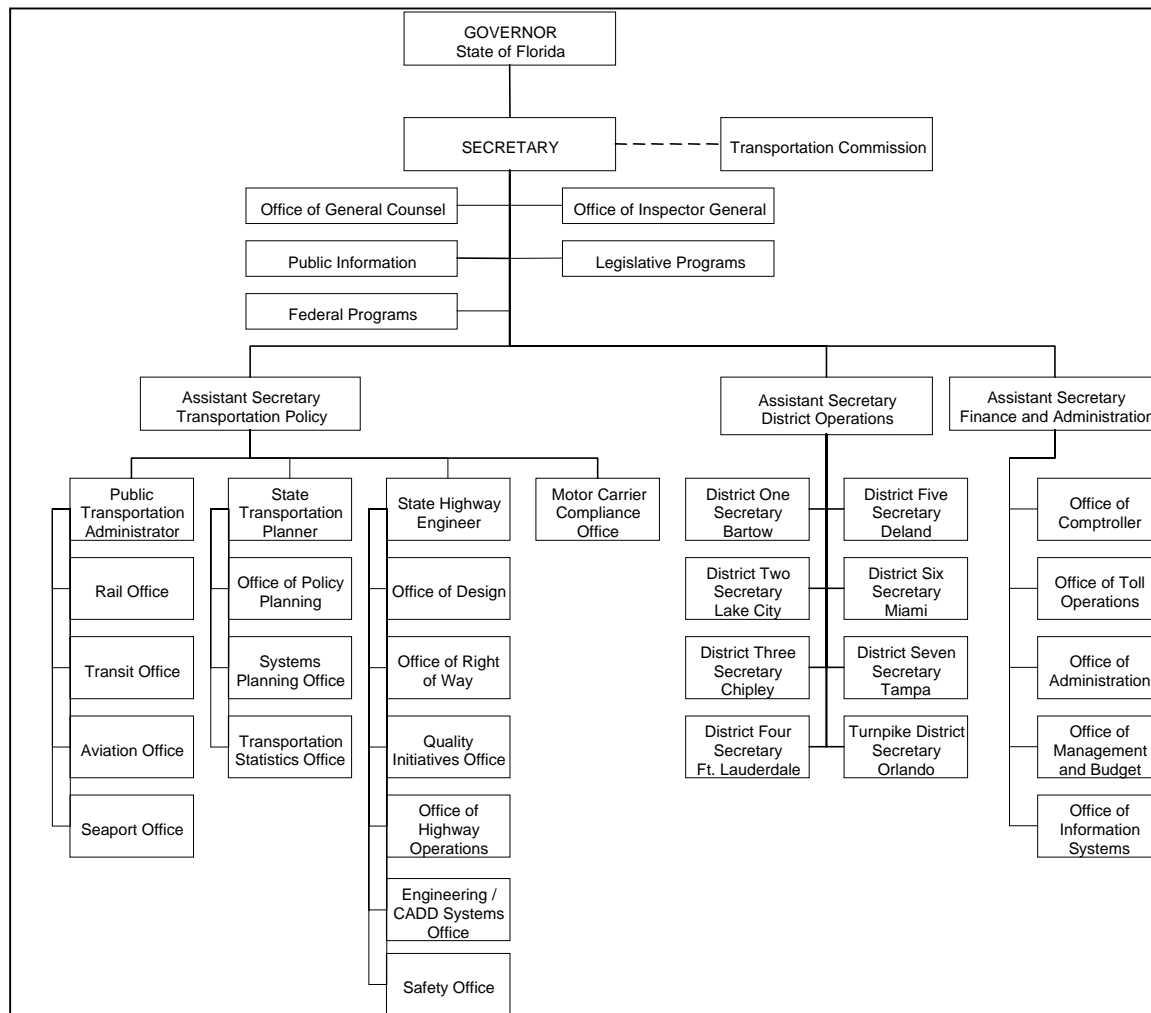 GOVERNOR
State of Florida
SECRETARY
Transportation Commission
Office of General Counsel
Office of Inspector General
Public Information
Legislative Programs
Federal Programs
Assistant Secretary
Transportation Policy
Assistant Secretary
District Operations
Assistant Secretary
Finance and Administration
Public
Transportation
Administrator
Rail Office
Transit Office
Aviation Office
Seaport Office
State
Transportation
Planner
Office of Policy
Planning
Systems
Planning Office
Transportation
Statistics Office
State Highway
Engineer
Office of Design
Office of Right
of Way
Quality
Initiatives Office
Office of
Highway
Operations
Engineering /
CADD Systems
Office
Safety Office
Motor Carrier
Compliance
Office
District One
Secretary
Bartow
District Two
Secretary
Lake City
District Three
Secretary
Chipley
District Four
Secretary
Ft. Lauderdale
District Five
Secretary
Deland
District Six
Secretary
Miami
District Seven
Secretary
Tampa
Turnpike District
Secretary
Orlando
Office of
Comptroller
Office of Toll
Operations
Office of
Administration
Office of
Management
and Budget
Office of
Information
Systems